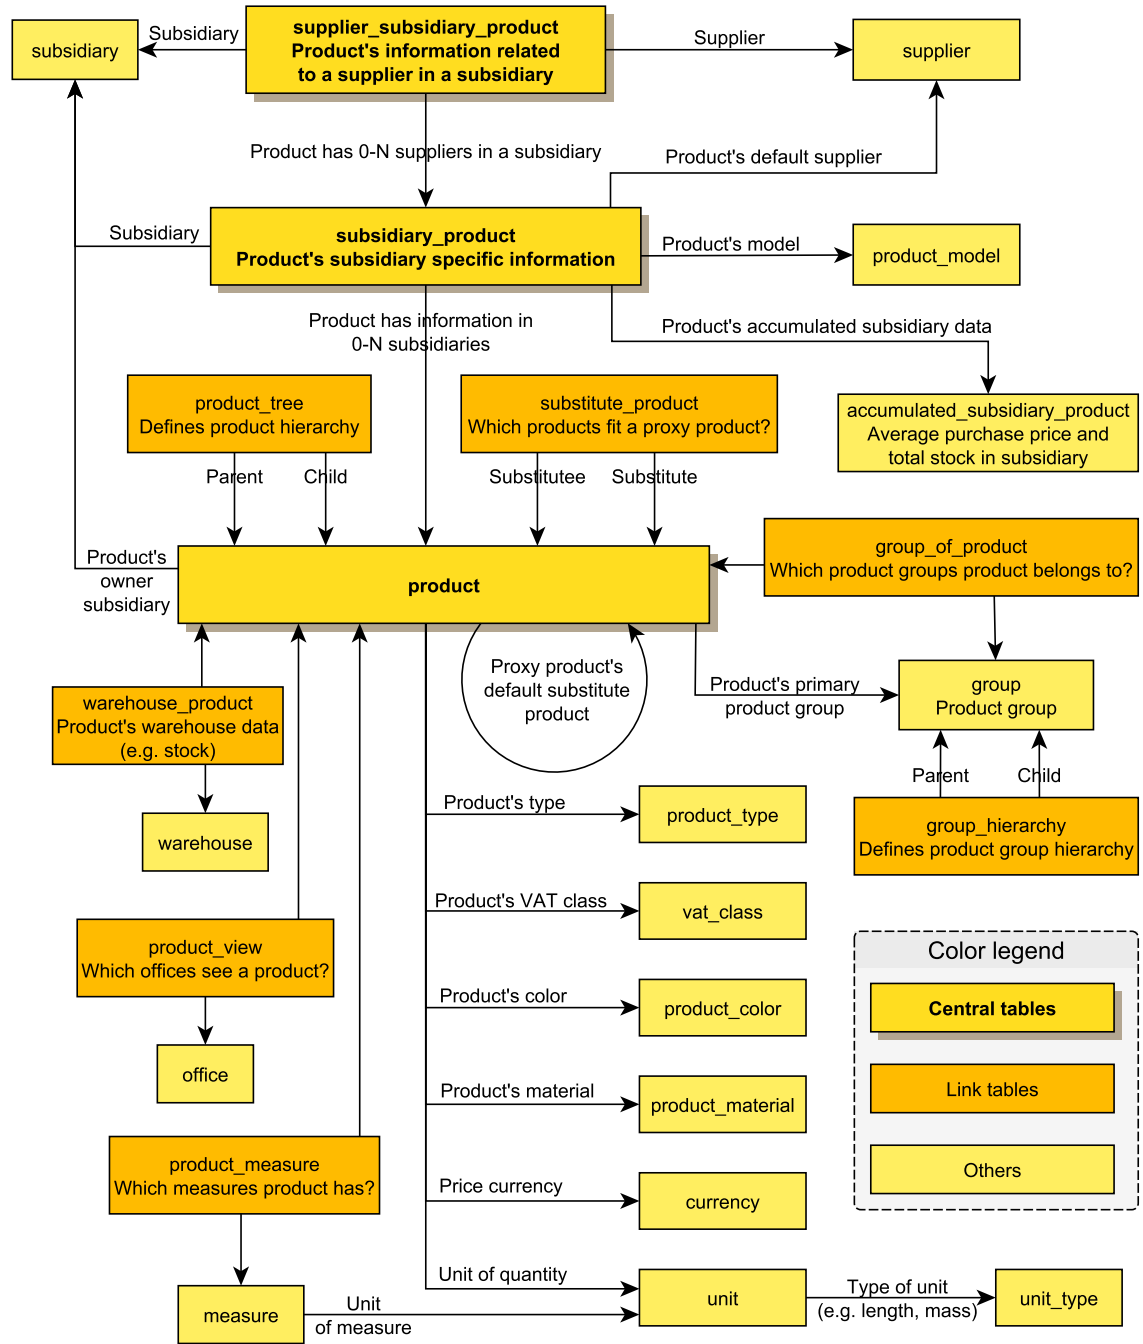 subsidiary
Subsidiary
supplier_subsidiary_product
Product's information related
to a supplier in a subsidiary
Supplier
supplier
Product has 0-N suppliers in a subsidiary
Product's default supplier
Subsidiary
subsidiary_product
Product's subsidiary specific information
Product's model
product_model
Product has information in
0-N subsidiaries
Product's accumulated subsidiary data
product_tree
Defines product hierarchy
substitute_product
Which products fit a proxy product?
accumulated_subsidiary_product
Average purchase price and
total stock in subsidiary
Parent
Child
Substitutee
Substitute
Product's
owner
subsidiary
product
group_of_product
Which product groups product belongs to?
Proxy product's
default substitute
product
Product's primary
product group
group
Product group
warehouse_product
Product's warehouse data
(e.g. stock)
Parent
Child
warehouse
Product's type
product_type
group_hierarchy
Defines product group hierarchy
Product's VAT class
vat_class
product_view
Which offices see a product?
Color legend
Central tables
Product's color
product_color
office
Link tables
Product's material
product_material
product_measure
Which measures product has?
Others
Price currency
currency
Unit of quantity
unit
Type of unit
(e.g. length, mass)
unit_type
measure
Unit
of measure